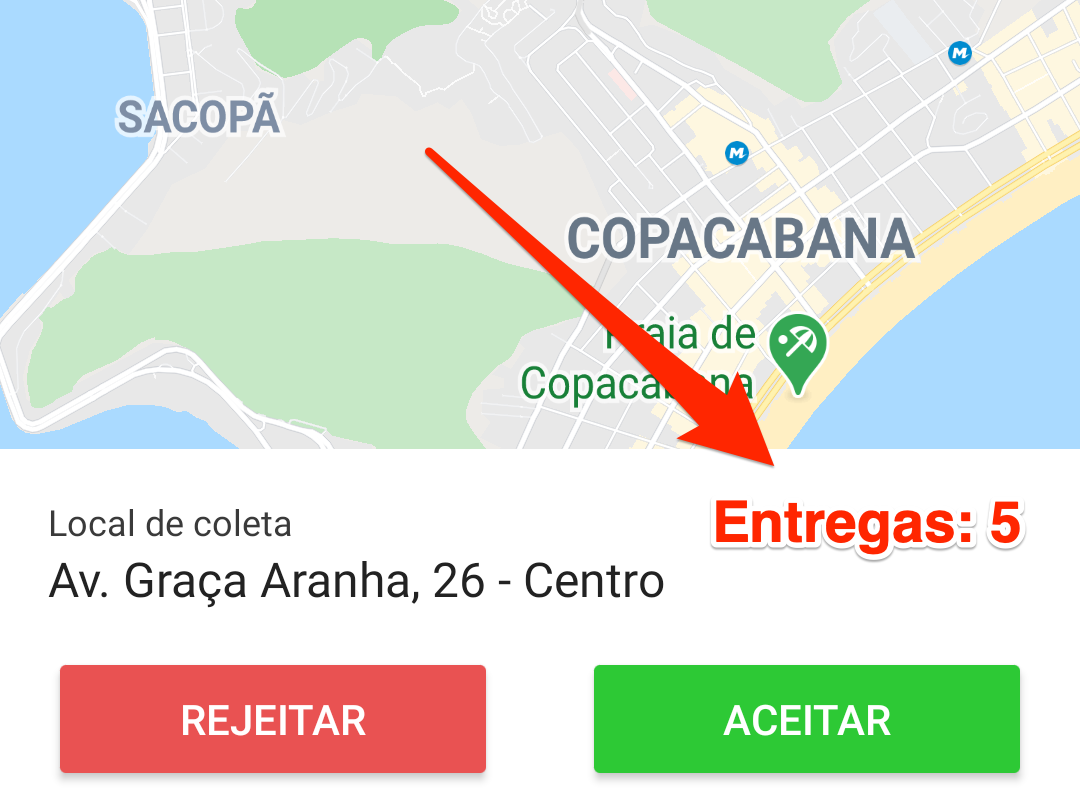 SACOPÃ
M
M
COPACABANA
Praia de
Copacabana
Local de coleta
Entregas: 5
Av. Graça Aranha, 26 - Centro
REJEITAR
ACEITAR